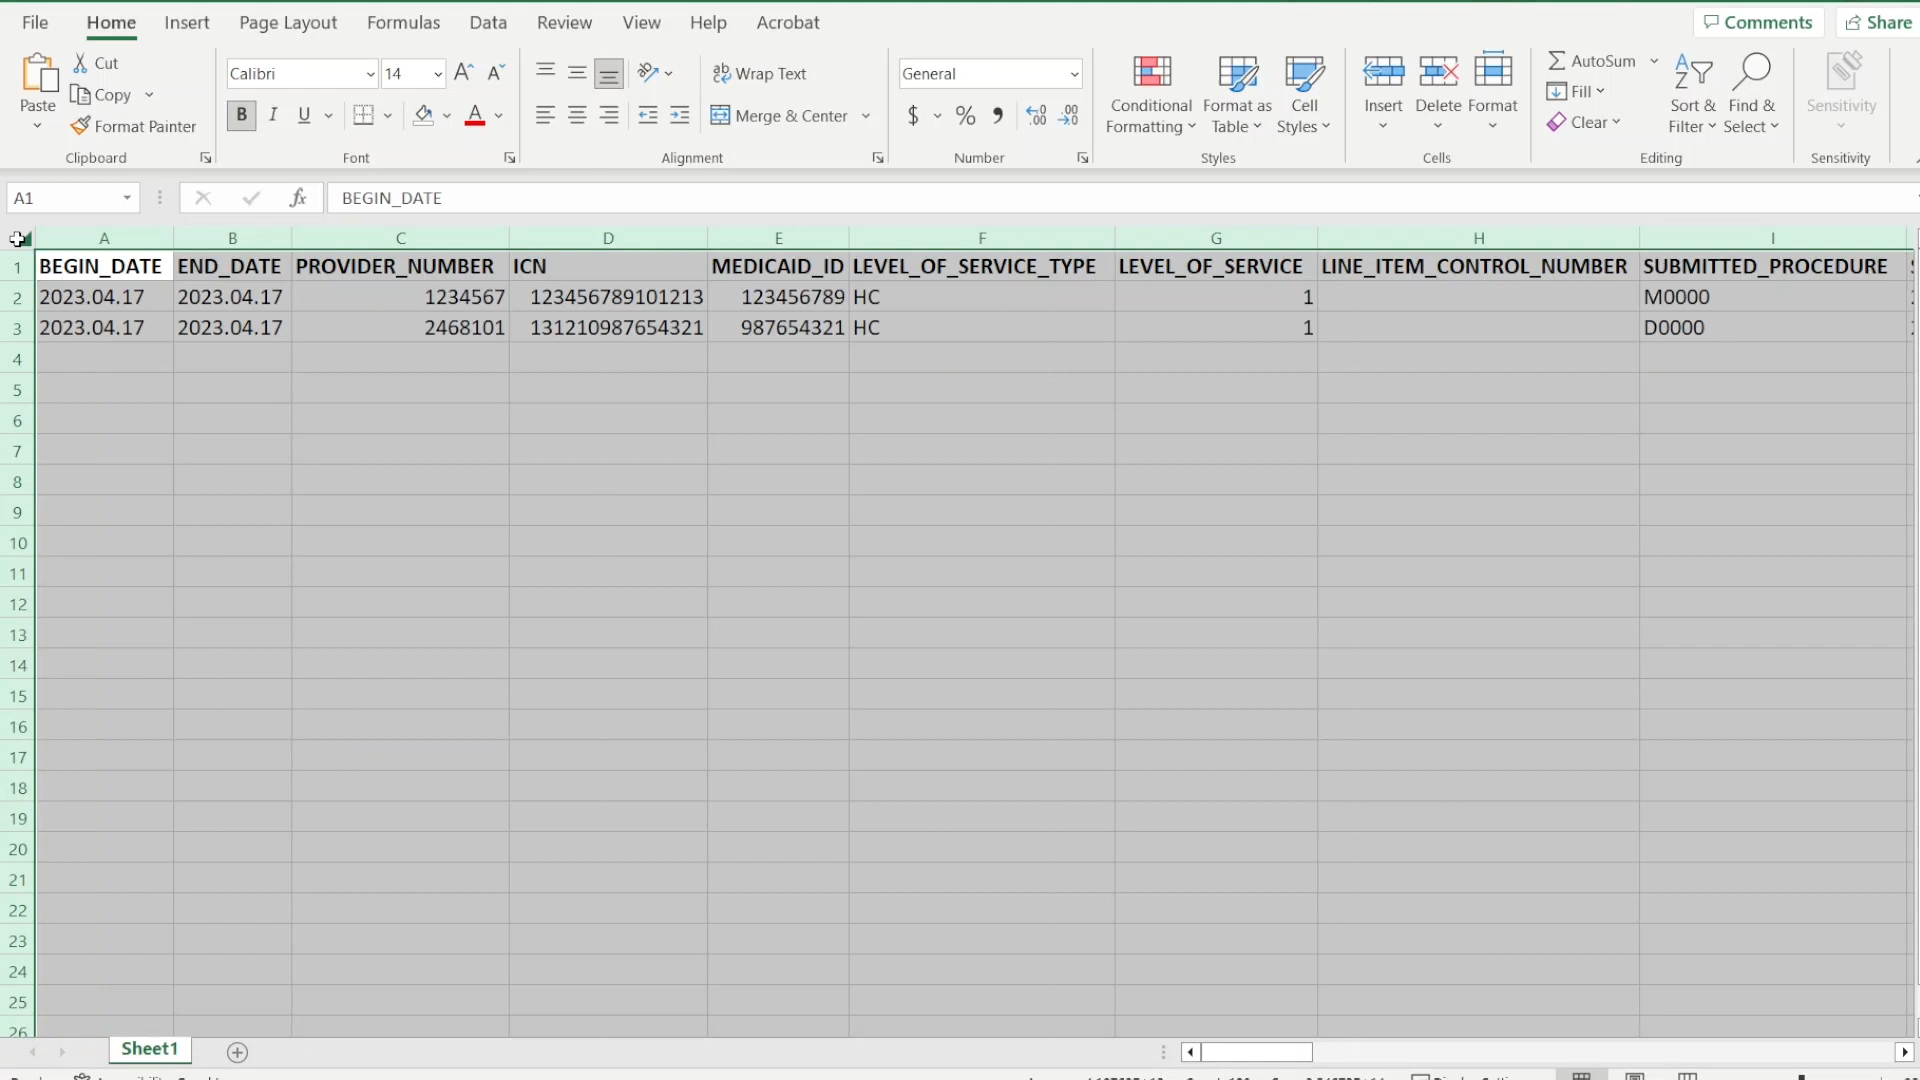 File Home Insert Page Layout Formulas Data Review View Help Acrobat Comments Share
Paste Cut Copy Format Painter Clipboard
Calibri 14 B I U A Font
ab Wrap Text Merge & Center Alignment
General $ % Number
Conditional Formatting Format as Table Cell Styles Styles
Insert Delete Format Cells
AutoSum Fill Clear Sort & Filter Find & Select Editing
Sensitivity Sensitivity
A1 fx BEGIN_DATE
A B C D E F G H I
1 BEGIN_DATE END_DATE PROVIDER_NUMBER ICN MEDICAID_ID LEVEL_OF_SERVICE_TYPE LEVEL_OF_SERVICE LINE_ITEM_CONTROL_NUMBER SUBMITTED_PROCEDURE
2 2023.04.17 2023.04.17 1234567 123456789101213 123456789 HC 1 M0000
3 2023.04.17 2023.04.17 2468101 131210987654321 987654321 HC 1 D0000
4
5
6
7
8
9
10
11
12
13
14
15
16
17
18
19
20
21
22
23
24
25
26
Sheet1